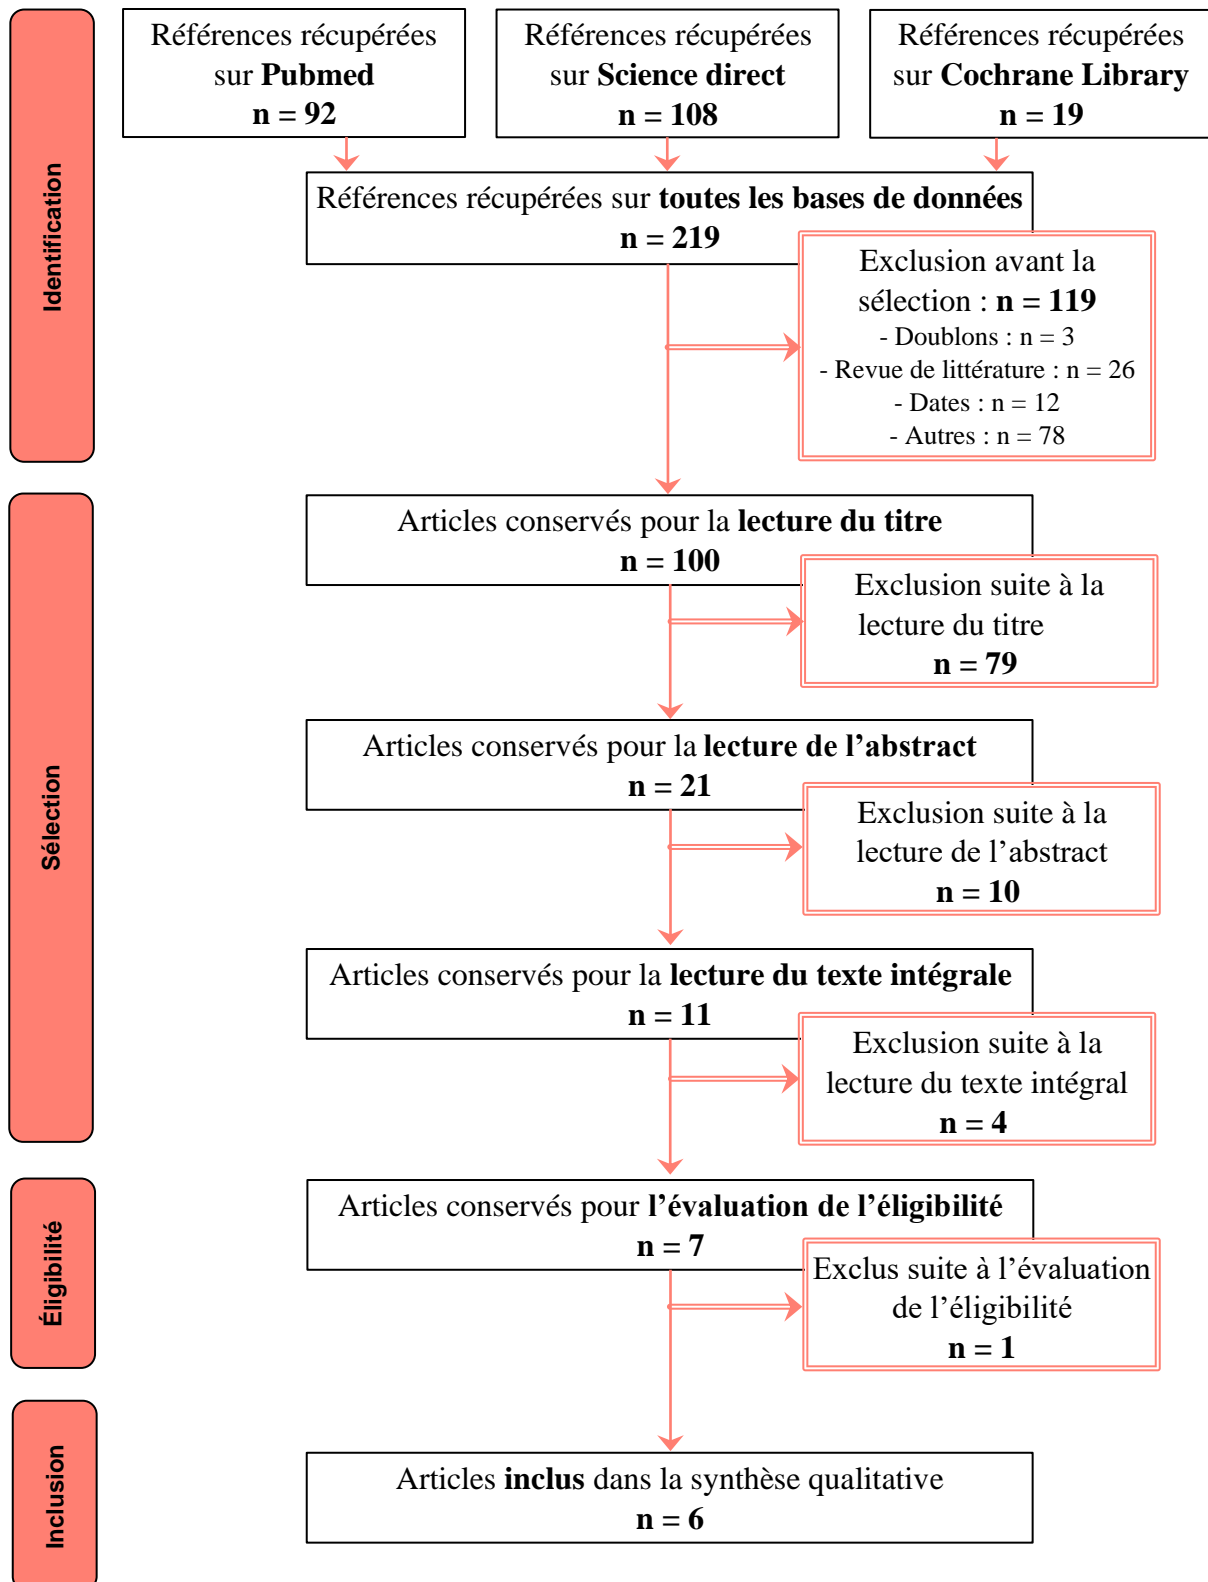 Identification
Références récupérées
sur Pubmed
n = 92
Références récupérées
sur Science direct
n = 108
Références récupérées
sur Cochrane Library
n = 19
Références récupérées sur toutes les bases de données
n = 219
Exclusion avant la
sélection : n = 119
- Doublons : n = 3
- Revue de littérature : n = 26
- Dates : n = 12
- Autres : n = 78
Sélection
Articles conservés pour la lecture du titre
n = 100
Exclusion suite à la
lecture du titre
n = 79
Articles conservés pour la lecture de l’abstract
n = 21
Exclusion suite à la
lecture de l’abstract
n = 10
Articles conservés pour la lecture du texte intégrale
n = 11
Exclusion suite à la
lecture du texte intégral
n = 4
Éligibilité
Articles conservés pour l’évaluation de l’éligibilité
n = 7
Exclus suite à l’évaluation
de l’éligibilité
n = 1
Inclusion
Articles inclus dans la synthèse qualitative
n = 6